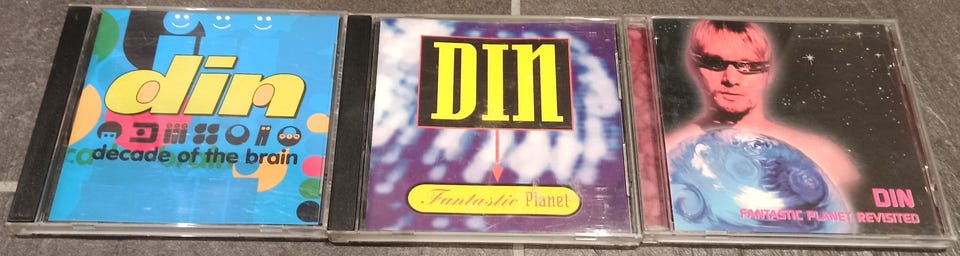 din
decade of the brain
DIN
Fantastic Planet
DIN
FANTASTIC PLANET REVISITED